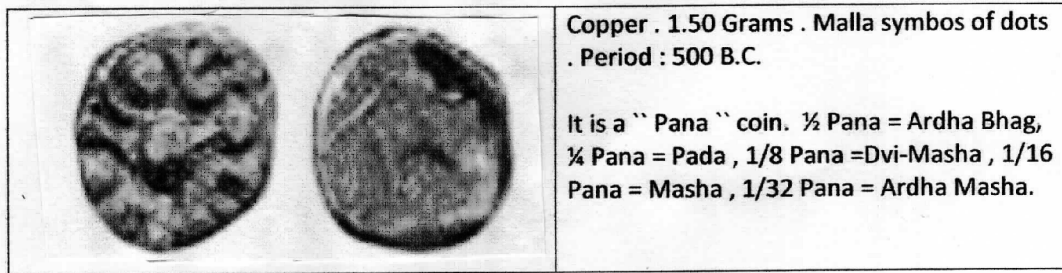 Copper . 1.50 Grams . Malla symbos of dots
. Period : 500 B.C.
It is a `` Pana `` coin. ½ Pana = Ardha Bhag,
¼ Pana = Pada , 1/8 Pana =Dvi-Masha , 1/16
Pana = Masha , 1/32 Pana = Ardha Masha.